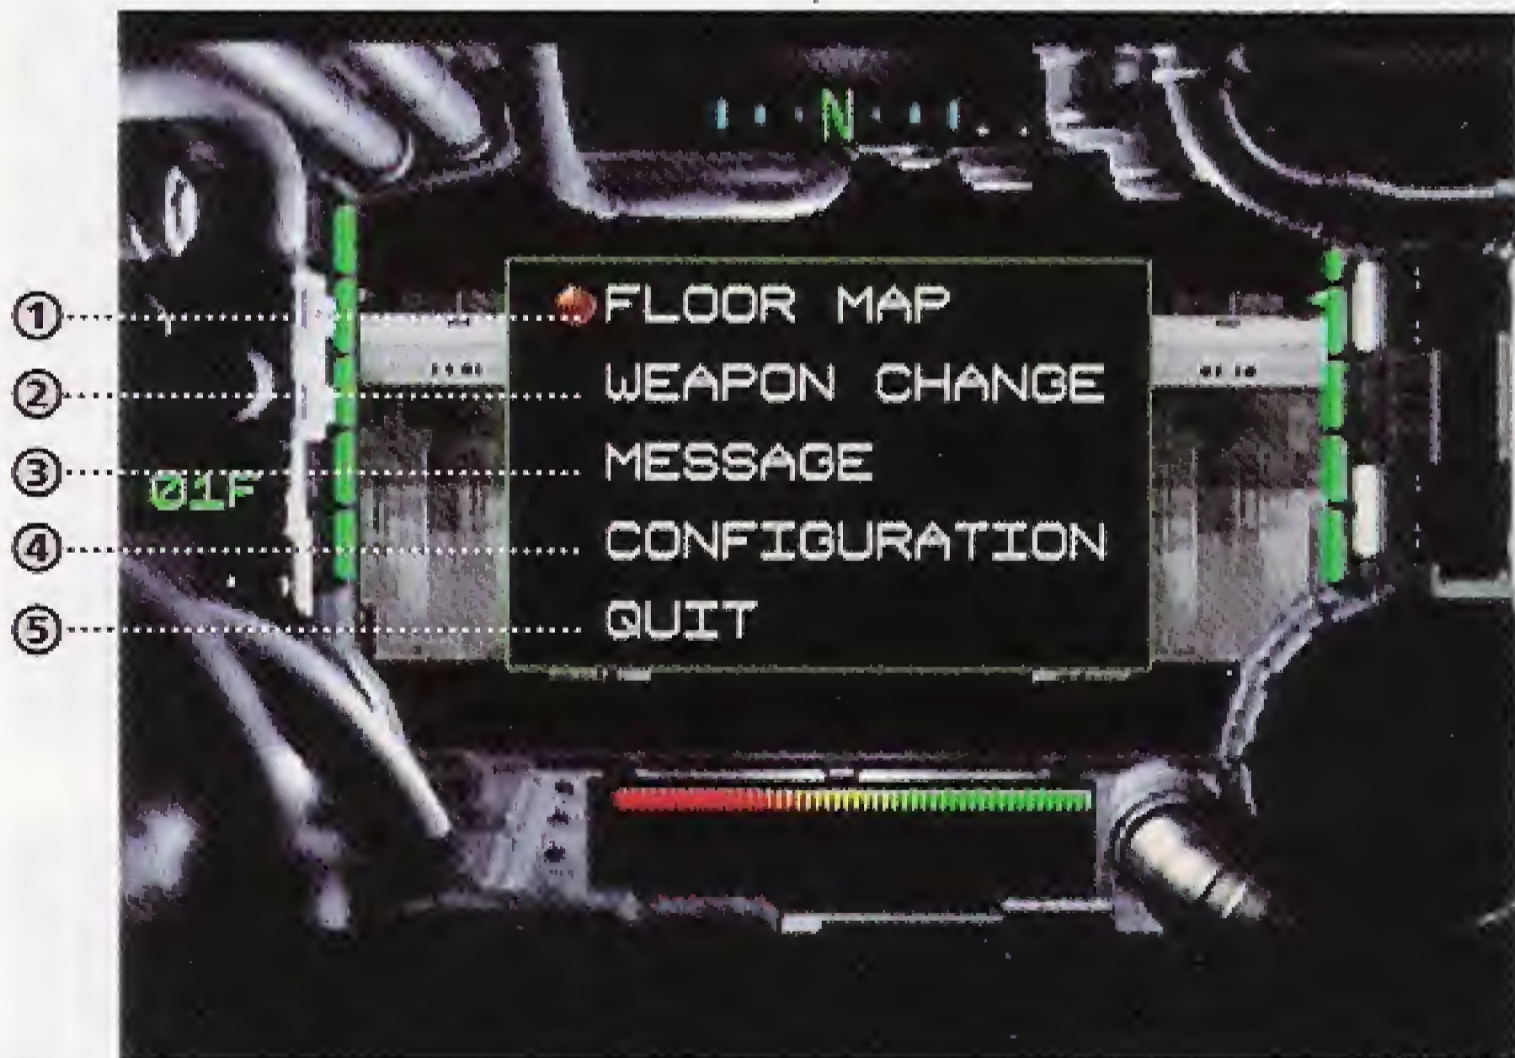 N
① FLOOR MAP
② WEAPON CHANGE
③ MESSAGE
01F
④ CONFIGURATION
⑤ QUIT